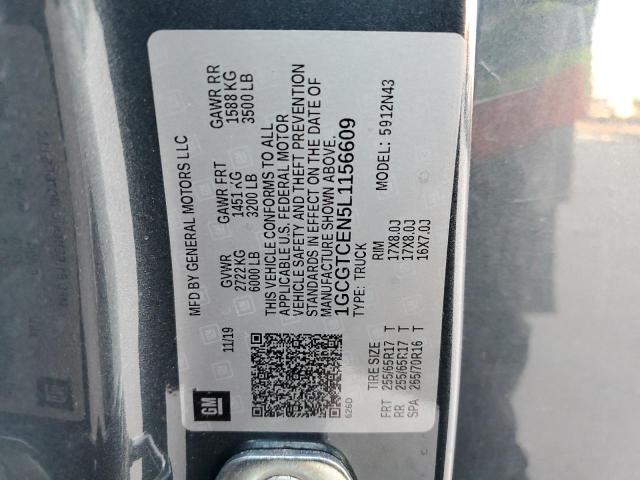 MFD BY GENERAL MOTORS LLC
11/19
GVWR
2722 KG
6000 LB
GAWR FRT
1451 KG
3200 LB
GAWR RR
1588 KG
3500 LB
THIS VEHICLE CONFORMS TO ALL
APPLICABLE U.S. FEDERAL MOTOR
VEHICLE SAFETY AND THEFT PREVENTION
STANDARDS IN EFFECT ON THE DATE OF
MANUFACTURE SHOWN ABOVE.
1GCGTCEN5L1156609
TYPE: TRUCK
MODEL: 5912N43
GM
626D
TIRE SIZE RIM
FRT 255/65R17 T 17X8.0J
RR 255/65R17 T 17X8.0J
SPA 265/70R16 T 16X7.0J